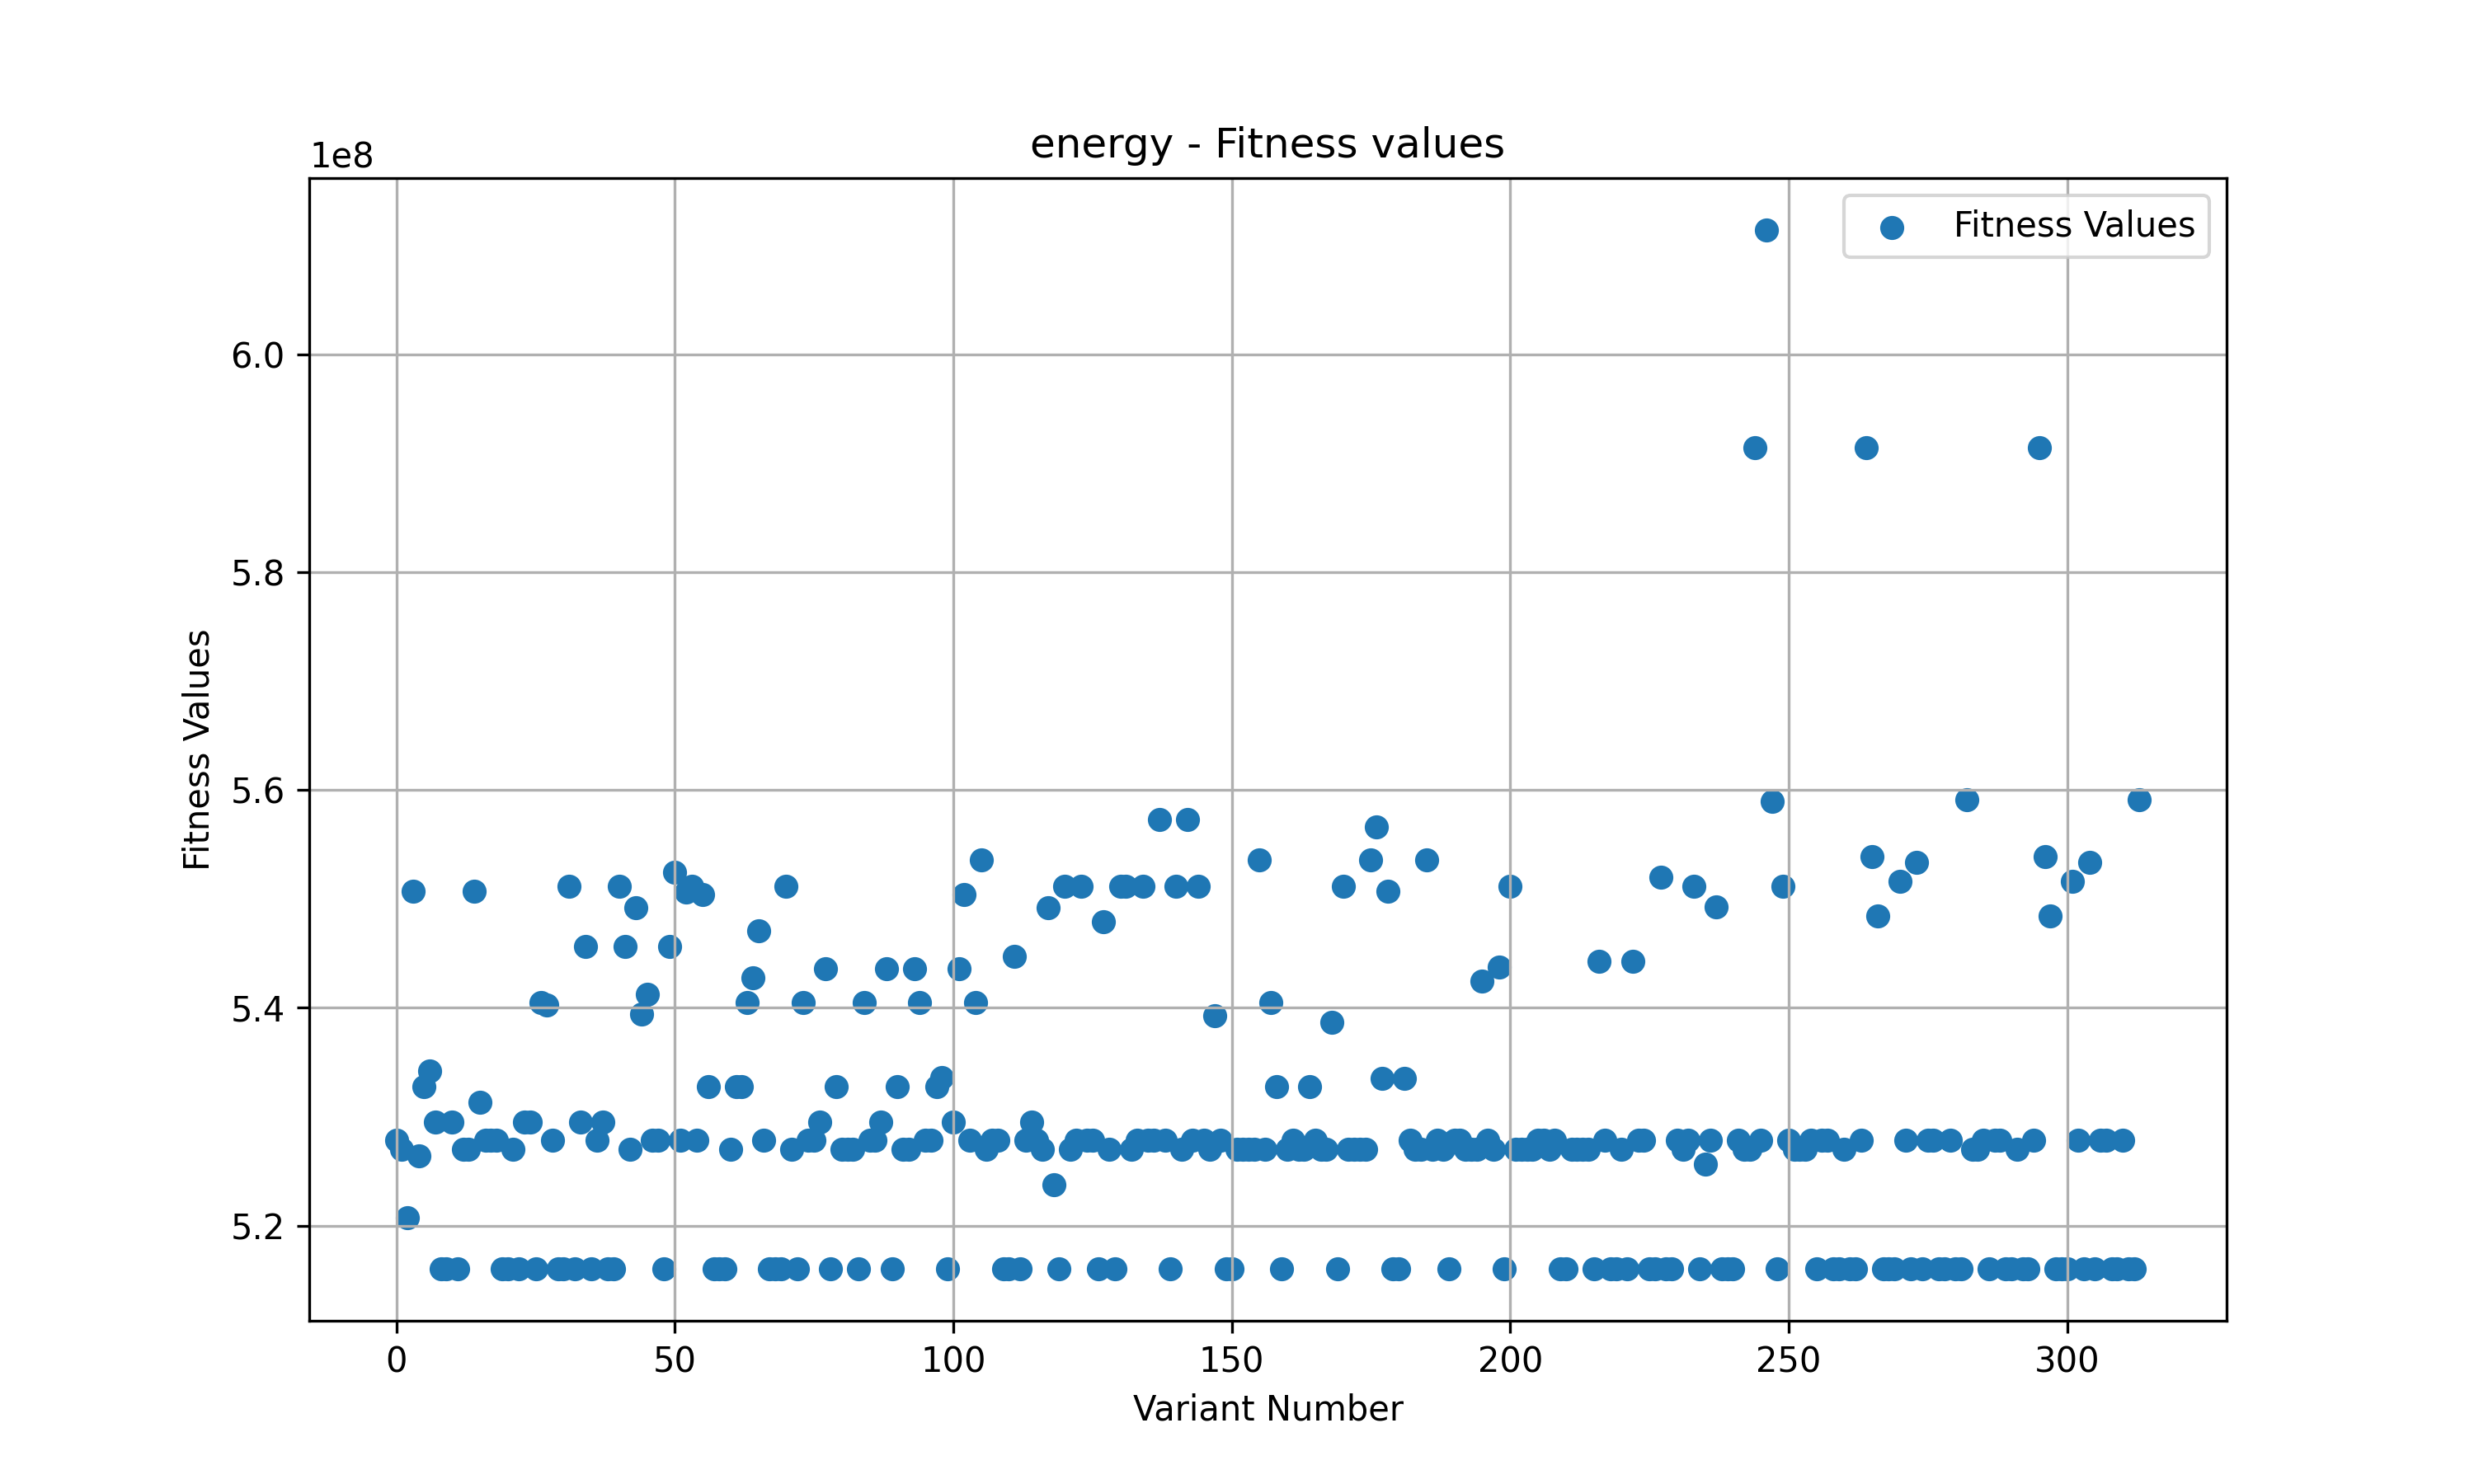 energy - Fitness values
1e8
Fitness Values
6.0
5.8
5.6
5.4
5.2
Fitness Values
0 50 100 150 200 250 300
Variant Number